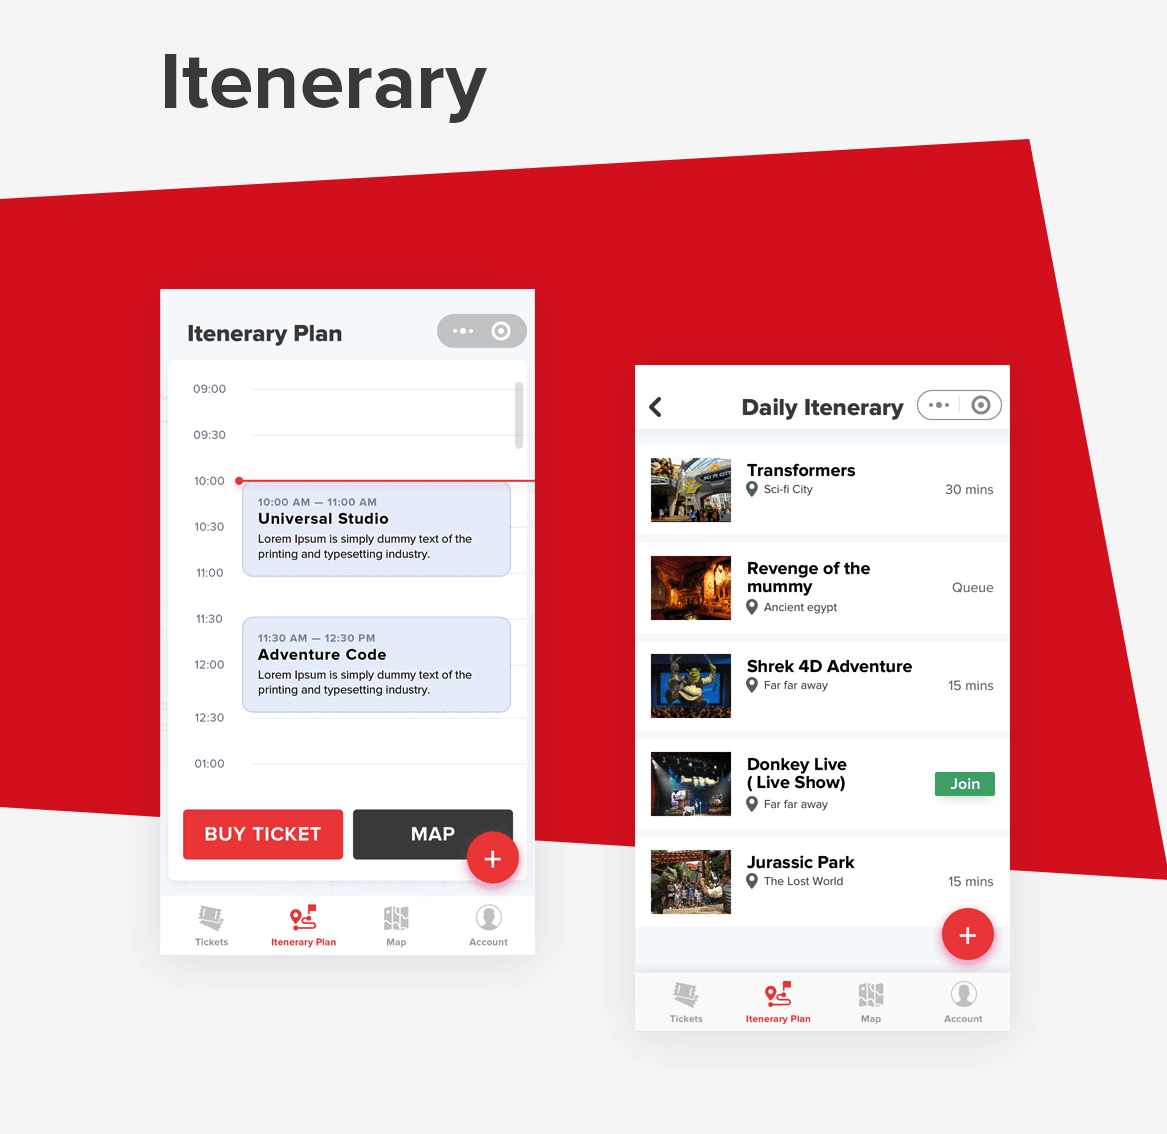 Itenerary
Itenerary Plan
09:00
09:30
10:00
10:00 AM — 11:00 AM
Universal Studio
10:30
Lorem Ipsum is simply dummy text of the
printing and typesetting industry.
11:00
11:30
11:30 AM — 12:30 PM
Adventure Code
12:00
Lorem Ipsum is simply dummy text of the
printing and typesetting industry.
12:30
01:00
BUY TICKET
MAP
+
Tickets
Itenerary Plan
Map
Account
Daily Itenerary
Transformers
Sci-fi City
30 mins
Revenge of the
mummy
Queue
Ancient egypt
Shrek 4D Adventure
Far far away
15 mins
Donkey Live
( Live Show)
Join
Far far away
Jurassic Park
The Lost World
15 mins
+
Tickets
Itenerary Plan
Map
Account